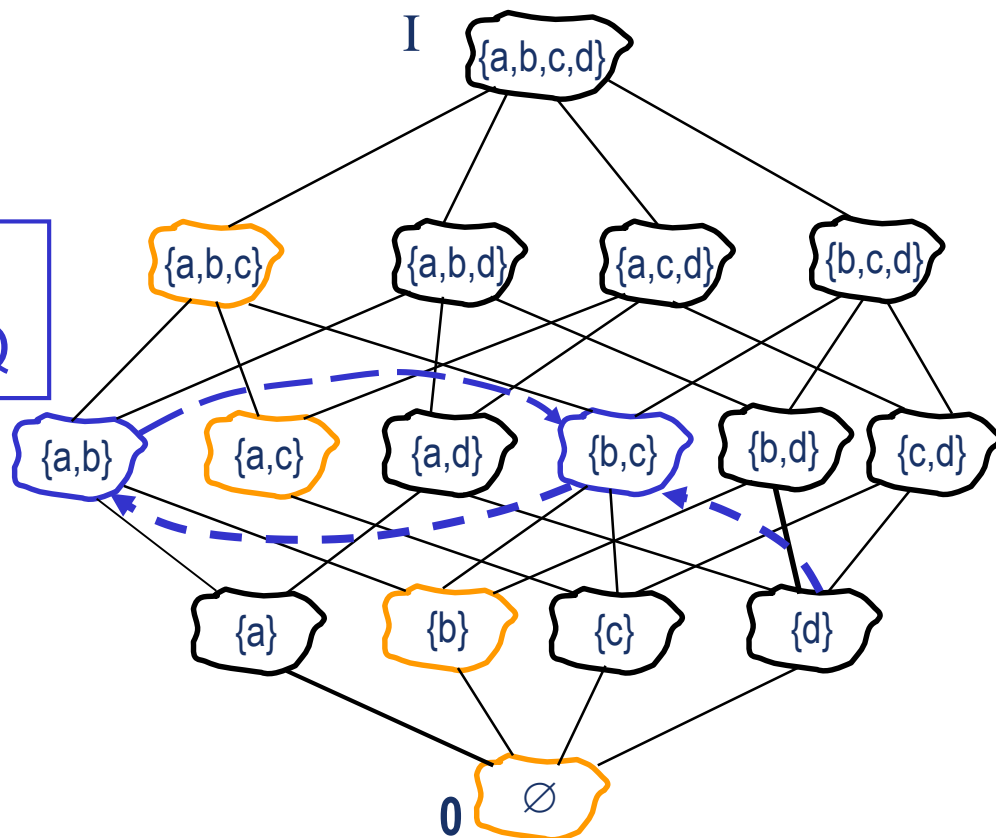 I
{a,b,c,d}
{a,b,c} {a,b,d} {a,c,d} {b,c,d}
Q
{a,b} {a,c} {a,d} {b,c} {b,d} {c,d}
{a} {b} {c} {d}
0 ∅